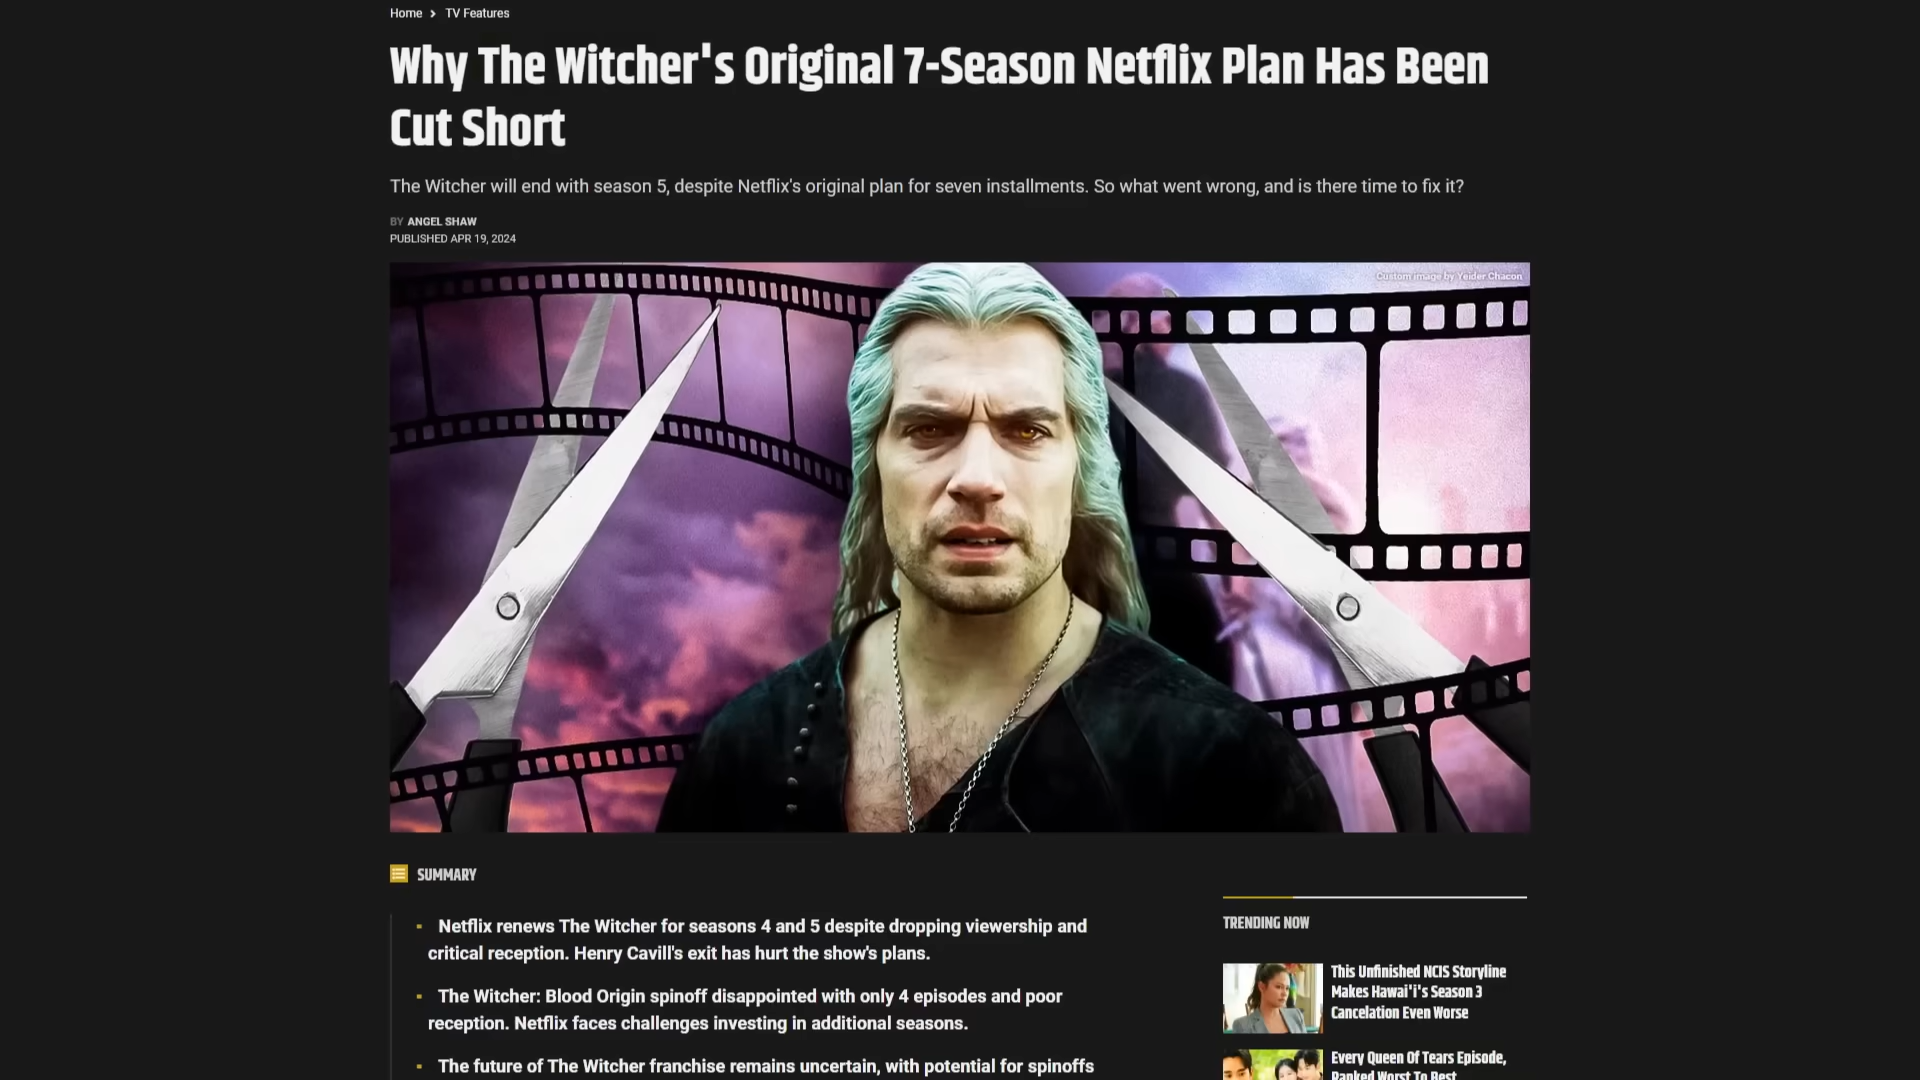 Home > TV Features
Why The Witcher's Original 7-Season Netflix Plan Has Been
Cut Short
The Witcher will end with season 5, despite Netflix's original plan for seven installments. So what went wrong, and is there time to fix it?
BY ANGEL SHAW
PUBLISHED APR 19, 2024
Custom image by Yeider Chacon
SUMMARY
Netflix renews The Witcher for seasons 4 and 5 despite dropping viewership and
critical reception. Henry Cavill's exit has hurt the show's plans.
The Witcher: Blood Origin spinoff disappointed with only 4 episodes and poor
reception. Netflix faces challenges investing in additional seasons.
The future of The Witcher franchise remains uncertain, with potential for spinoffs
TRENDING NOW
This Unfinished NCIS Storyline
Makes Hawai'i's Season 3
Cancelation Even Worse
Every Queen Of Tears Episode,
Ranked Worst To Best